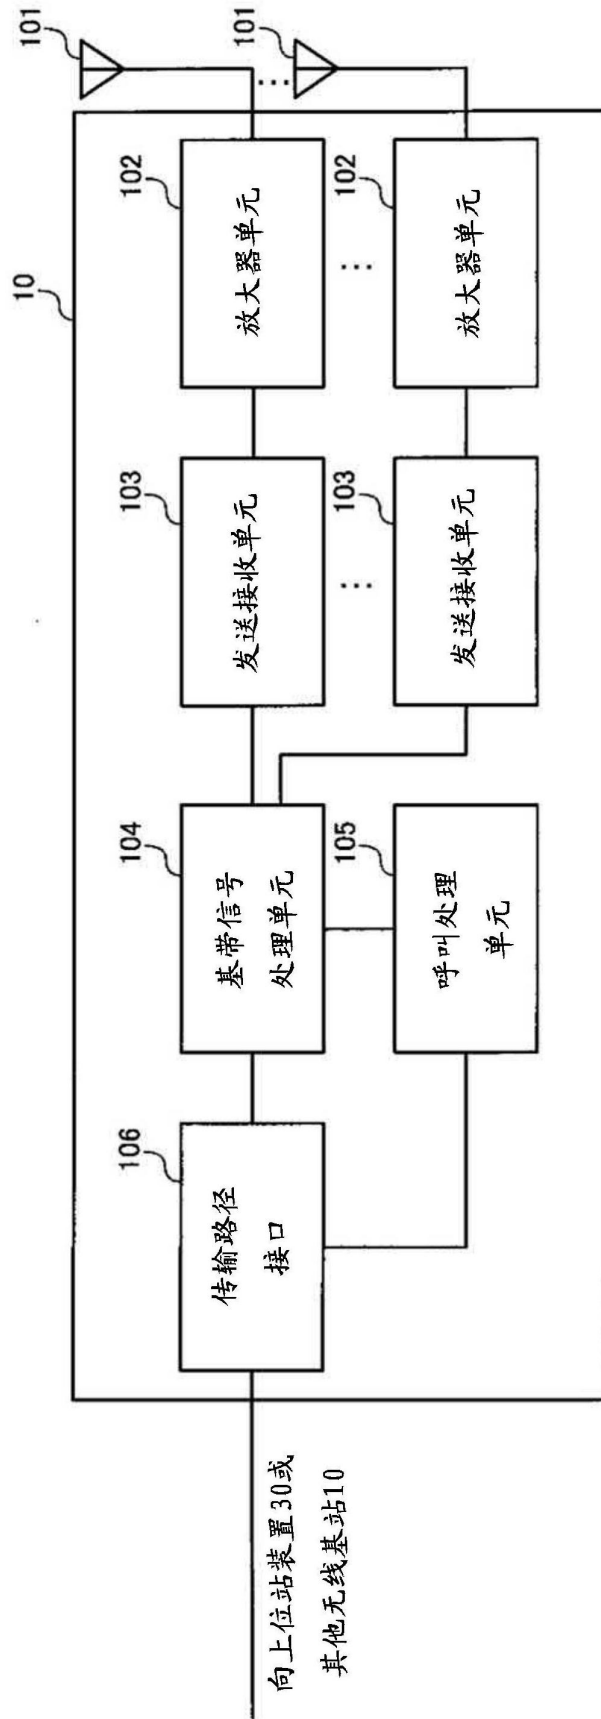 10
101
101
102
放大器单元
102
放大器单元
103
发送接收单元
103
发送接收单元
104
基带信号
处理单元
105
呼叫处理
单元
106
传输路径
接口
向上位站装置30或
其他无线基站10